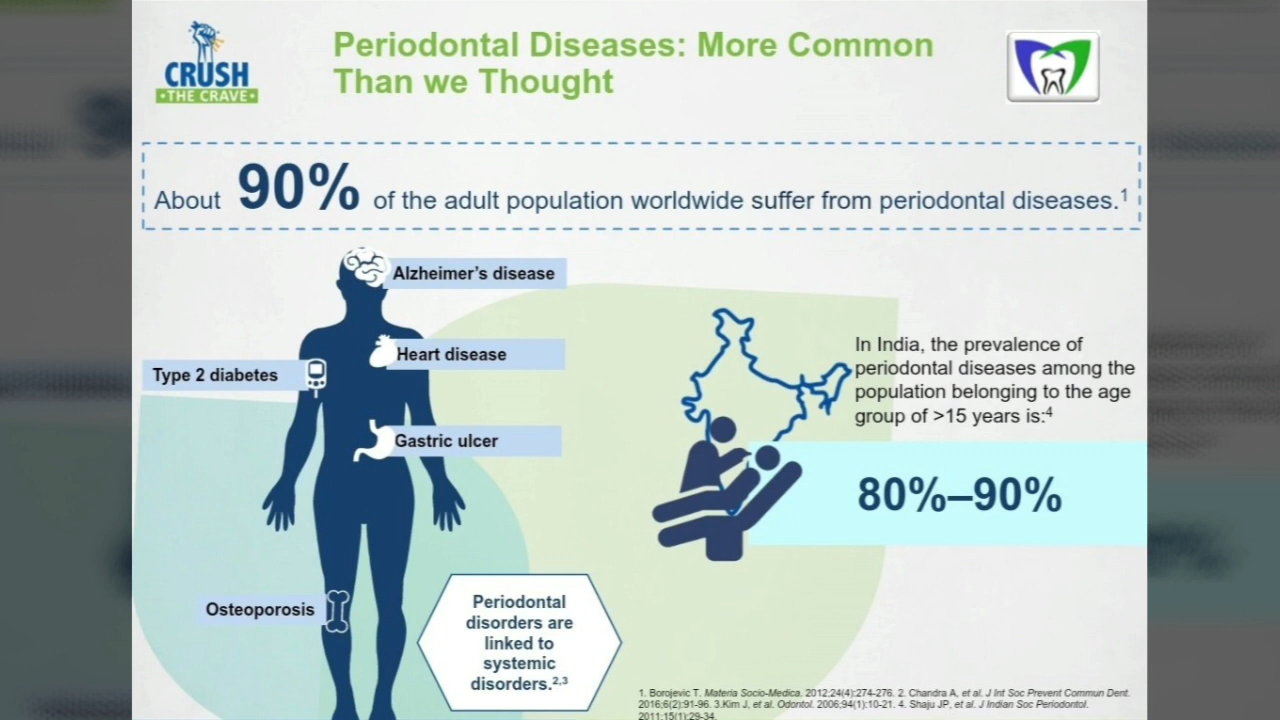 CRUSH
• THE CRAVE •
Periodontal Diseases: More Common
Than we Thought
About 90% of the adult population worldwide suffer from periodontal diseases.1
Alzheimer's disease
Heart disease
Type 2 diabetes
Gastric ulcer
Osteoporosis
Periodontal
disorders are
linked to
systemic
disorders.2,3
In India, the prevalence of
periodontal diseases among the
population belonging to the age
group of >15 years is:4
80%–90%
1. Borojevic T. Materia Socio-Medica. 2012;24(4):274-276. 2. Chandra A, et al. J Int Soc Prevent Commun Dent.
2016;6(2):91-96. 3.Kim J, et al. Odontol. 2006;94(1):10-21. 4. Shaju JP, et al. J Indian Soc Periodontol.
2011;15(1):29-34.